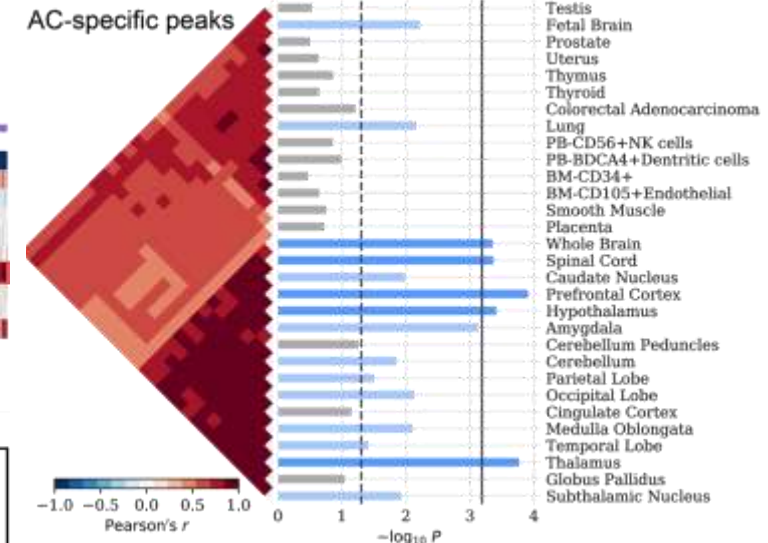 AC-specific peaks
Testis
Fetal Brain
Prostate
Uterus
Thymus
Thyroid
Colorectal Adenocarcinoma
Lung
PB-CD56+NK cells
PB-BDCA4+Dentritic cells
BM-CD34+
BM-CD105+Endothelial
Smooth Muscle
Placenta
Whole Brain
Spinal Cord
Caudate Nucleus
Prefrontal Cortex
Hypothalamus
Amygdala
Cerebellum Peduncles
Cerebellum
Parietal Lobe
Occipital Lobe
Cingulate Cortex
Medulla Oblongata
Temporal Lobe
Thalamus
Globus Pallidus
Subthalamic Nucleus
−1.0 −0.5 0.0 0.5 1.0
Pearson's r
0 1 2 3 4
−log₁₀ P